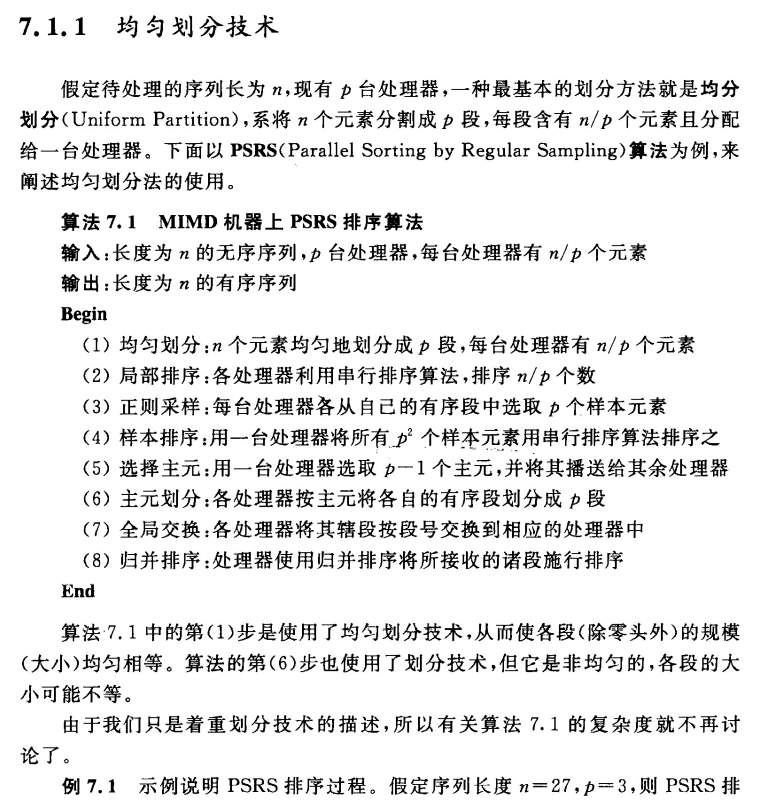 7.1.1 均匀划分技术
假定待处理的序列长为 n,现有 p 台处理器,一种最基本的划分方法就是均分
划分(Uniform Partition),系将 n 个元素分割成 p 段,每段含有 n/p 个元素且分配
给一台处理器。下面以 PSRS(Parallel Sorting by Regular Sampling)算法为例,来
阐述均匀划分法的使用。
算法 7.1 MIMD 机器上 PSRS 排序算法
输入:长度为 n 的无序序列,p 台处理器,每台处理器有 n/p 个元素
输出:长度为 n 的有序序列
Begin
(1) 均匀划分:n 个元素均匀地划分成 p 段,每台处理器有 n/p 个元素
(2) 局部排序:各处理器利用串行排序算法,排序 n/p 个数
(3) 正则采样:每台处理器各从自己的有序段中选取 p 个样本元素
(4) 样本排序:用一台处理器将所有 p² 个样本元素用串行排序算法排序之
(5) 选择主元:用一台处理器选取 p−1 个主元,并将其播送给其余处理器
(6) 主元划分:各处理器按主元将各自的有序段划分成 p 段
(7) 全局交换:各处理器将其辖段按段号交换到相应的处理器中
(8) 归并排序:处理器使用归并排序将所接收的诸段施行排序
End
算法 7.1 中的第(1)步是使用了均匀划分技术,从而使各段(除零头外)的规模
(大小)均匀相等。算法的第(6)步也使用了划分技术,但它是非均匀的,各段的大
小可能不等。
由于我们只是着重划分技术的描述,所以有关算法 7.1 的复杂度就不再讨
论了。
例 7.1 示例说明 PSRS 排序过程。假定序列长度 n=27,p=3,则 PSRS 排